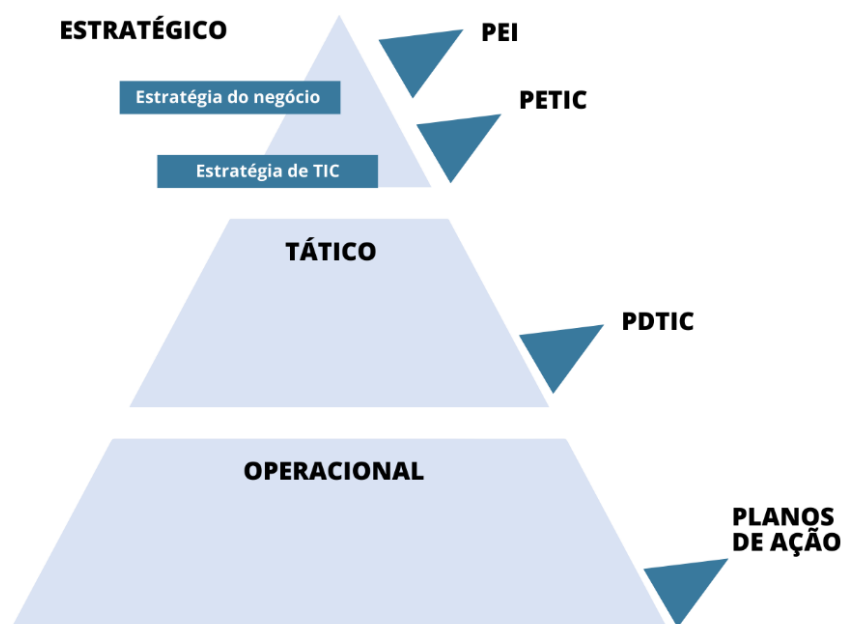 ESTRATÉGICO
PEI
Estratégia do negócio
PETIC
Estratégia de TIC
TÁTICO
PDTIC
OPERACIONAL
PLANOS
DE AÇÃO